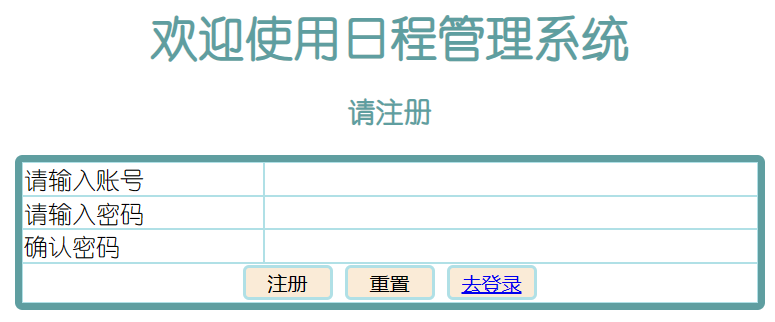 欢迎使用日程管理系统
请注册
请输入账号
请输入密码
确认密码
注册 重置 去登录